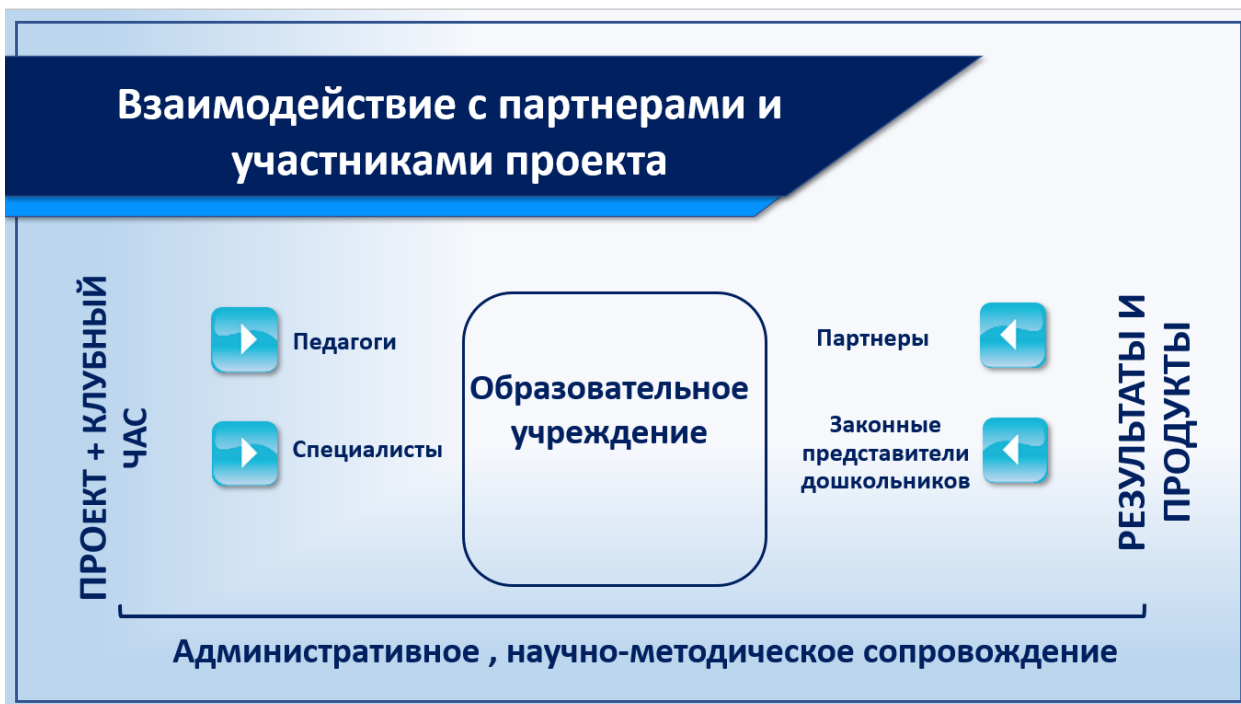 Взаимодействие с партнерами и
участниками проекта
ПРОЕКТ + КЛУБНЫЙ
ЧАС
Педагоги
Специалисты
Образовательное
учреждение
Партнеры
Законные
представители
дошкольников
РЕЗУЛЬТАТЫ И
ПРОДУКТЫ
Административное , научно-методическое сопровождение